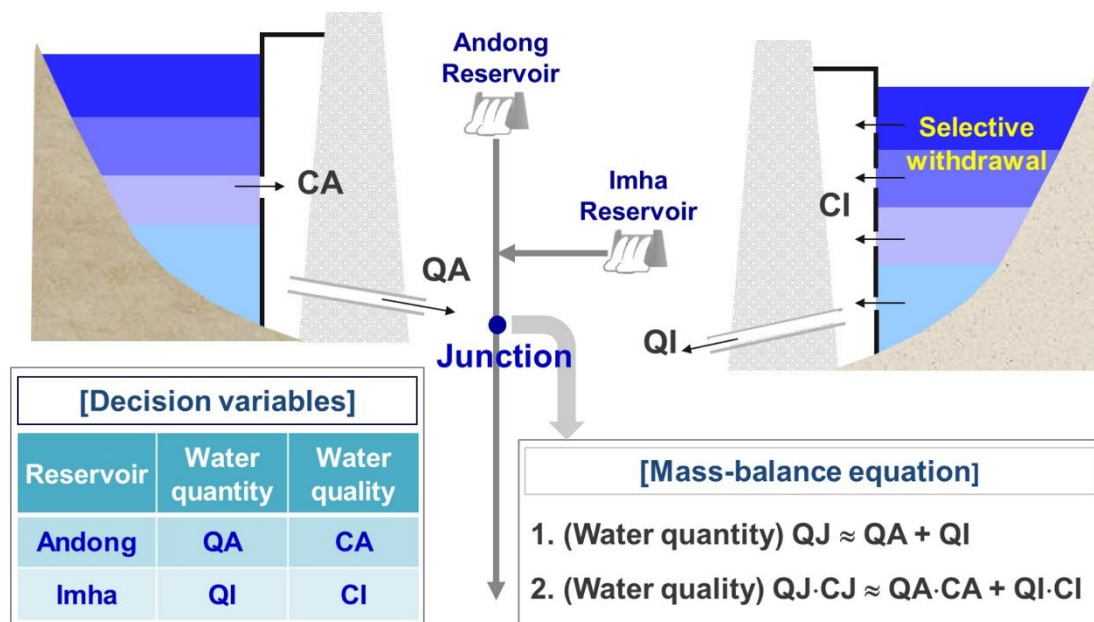 Andong
Reservoir
Selective
withdrawal
CA
Imha
Reservoir
CI
QA
QI
Junction
[Decision variables]
Reservoir Water quantity Water quality
Andong QA CA
Imha QI CI
[Mass-balance equation]
1. (Water quantity) QJ ≈ QA + QI
2. (Water quality) QJ·CJ ≈ QA·CA + QI·CI